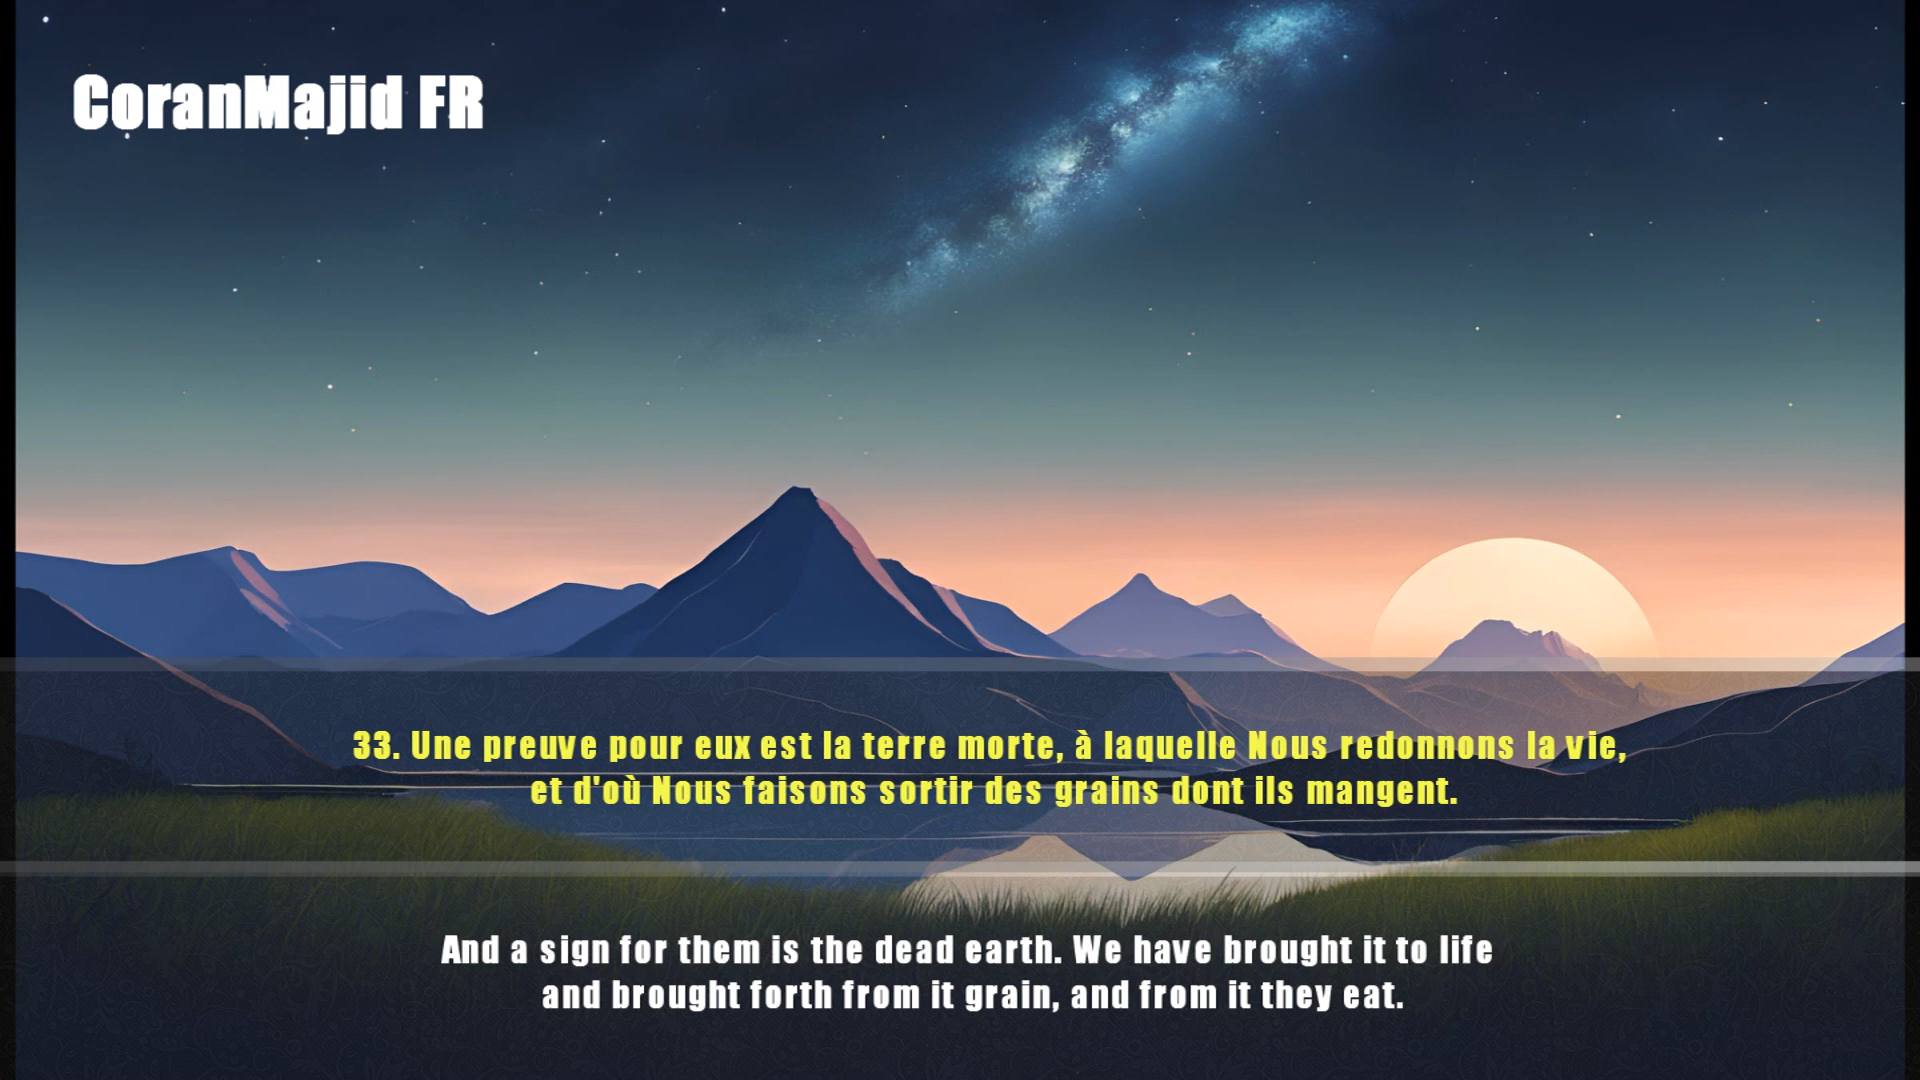 CoranMajid FR
33. Une preuve pour eux est la terre morte, à laquelle Nous redonnons la vie,
et d'où Nous faisons sortir des grains dont ils mangent.
And a sign for them is the dead earth. We have brought it to life
and brought forth from it grain, and from it they eat.